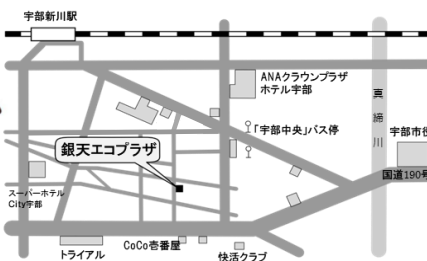 宇部新川駅
ANAクラウンプラザ
ホテル宇部
真締川
「宇部中央」バス停
宇部市役
銀天エコプラザ
国道190号
スーパーホテル
City宇部
CoCo壱番屋
トライアル
快活クラブ